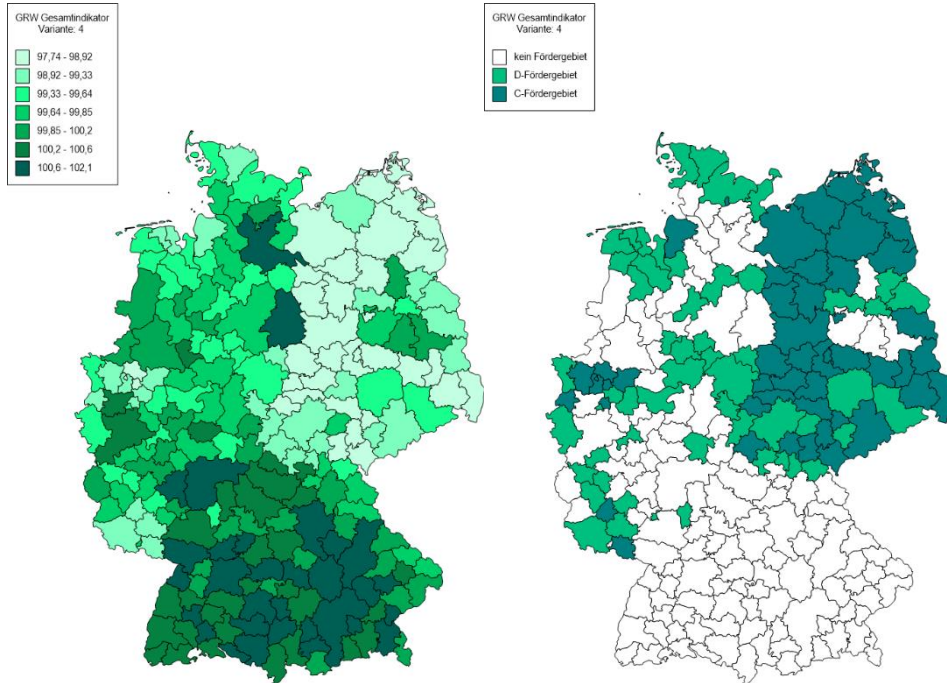 GRW Gesamtindikator
Variante: 4
97,74 - 98,92
98,92 - 99,33
99,33 - 99,64
99,64 - 99,85
99,85 - 100,2
100,2 - 100,6
100,6 - 102,1
GRW Gesamtindikator
Variante: 4
kein Fördergebiet
D-Fördergebiet
C-Fördergebiet